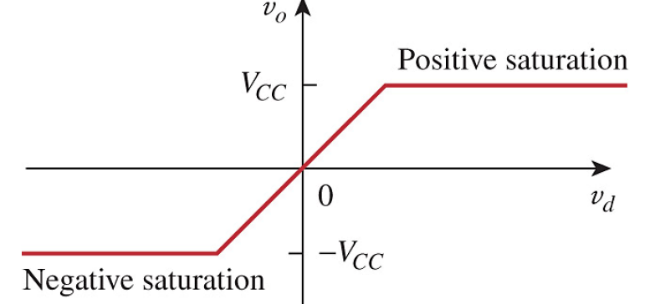 v_o
Positive saturation
V_CC
0
v_d
−V_CC
Negative saturation